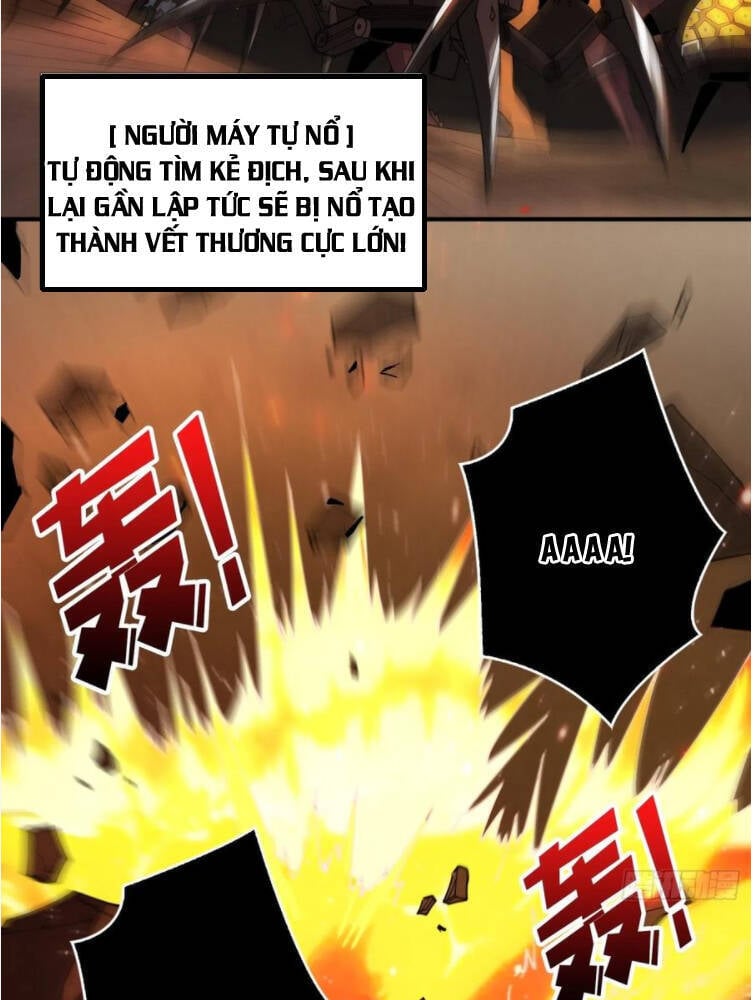 [ NGƯỜI MÁY TỰ NỔ ]
TỰ ĐỘNG TÌM KẺ ĐỊCH, SAU KHI
LẠI GẦN LẬP TỨC SẼ BỊ NỔ TẠO
THÀNH VẾT THƯƠNG CỰC LỚN!
轰!
AAAA!
轰!